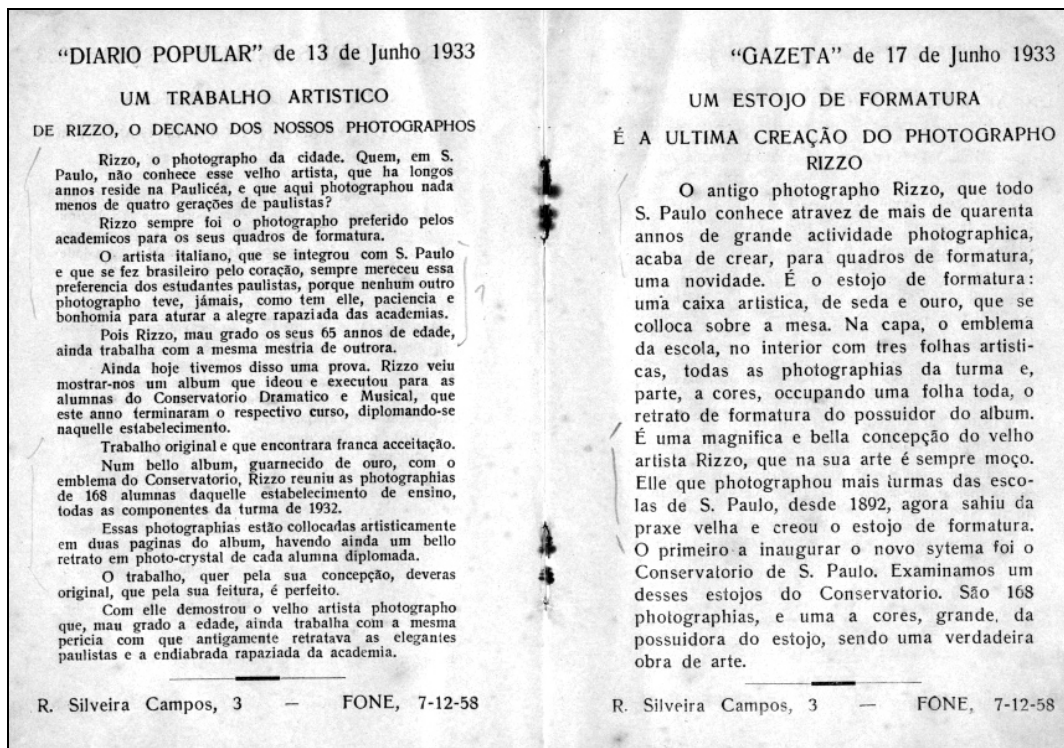 "DIARIO POPULAR" de 13 de Junho 1933
UM TRABALHO ARTISTICO
DE RIZZO, O DECANO DOS NOSSOS PHOTOGRAPHOS
Rizzo, o photographo da cidade. Quem, em S.
Paulo, não conhece esse velho artista, que ha longos
annos reside na Paulicéa, e que aqui photographou nada
menos de quatro gerações de paulistas?
Rizzo sempre foi o photographo preferido pelos
academicos para os seus quadros de formatura.
O artista italiano, que se integrou com S. Paulo
e que se fez brasileiro pelo coração, sempre mereceu essa
preferencia dos estudantes paulistas, porque nenhum outro
photographo teve, jámais, como tem elle, paciencia e
bonhomia para aturar a alegre rapaziada das academias.
Pois Rizzo, mau grado os seus 65 annos de edade,
ainda trabalha com a mesma mestria de outrora.
Ainda hoje tivemos disso uma prova. Rizzo veiu
mostrar-nos um album que ideou e executou para as
alumnas do Conservatorio Dramatico e Musical, que
este anno terminaram o respectivo curso, diplomando-se
naquelle estabelecimento.
Trabalho original e que encontrara franca acceitação.
Num bello album, guarnecido de ouro, com o
emblema do Conservatorio, Rizzo reuniu as photographias
de 168 alumnas daquelle estabelecimento de ensino,
todas as componentes da turma de 1932.
Essas photographias estão collocadas artisticamente
em duas paginas do album, havendo ainda um bello
retrato em photo-crystal de cada alumna diplomada.
O trabalho, quer pela sua concepção, deveras
original, que pela sua feitura, é perfeito.
Com elle demostrou o velho artista photographo
que, mau grado a edade, ainda trabalha com a mesma
pericia com que antigamente retratava as elegantes
paulistas e a endiabrada rapaziada da academia.
R. Silveira Campos, 3 — FONE, 7-12-58
"GAZETA" de 17 de Junho 1933
UM ESTOJO DE FORMATURA
É A ULTIMA CREAÇÃO DO PHOTOGRAPHO
RIZZO
O antigo photographo Rizzo, que todo
S. Paulo conhece atravez de mais de quarenta
annos de grande actividade photographica,
acaba de crear, para quadros de formatura,
uma novidade. É o estojo de formatura:
uma caixa artistica, de seda e ouro, que se
colloca sobre a mesa. Na capa, o emblema
da escola, no interior com tres folhas artisti-
cas, todas as photographias da turma e,
parte, a cores, occupando uma folha toda, o
retrato de formatura do possuidor do album.
É uma magnifica e bella concepção do velho
artista Rizzo, que na sua arte é sempre moço.
Elle que photographou mais turmas das esco-
las de S. Paulo, desde 1892, agora sahiu da
praxe velha e creou o estojo de formatura.
O primeiro a inaugurar o novo sytema foi o
Conservatorio de S. Paulo. Examinamos um
desses estojos do Conservatorio. São 168
photographias, e uma a cores, grande, da
possuidora do estojo, sendo uma verdadeira
obra de arte.
R. Silveira Campos, 3 — FONE, 7-12-58